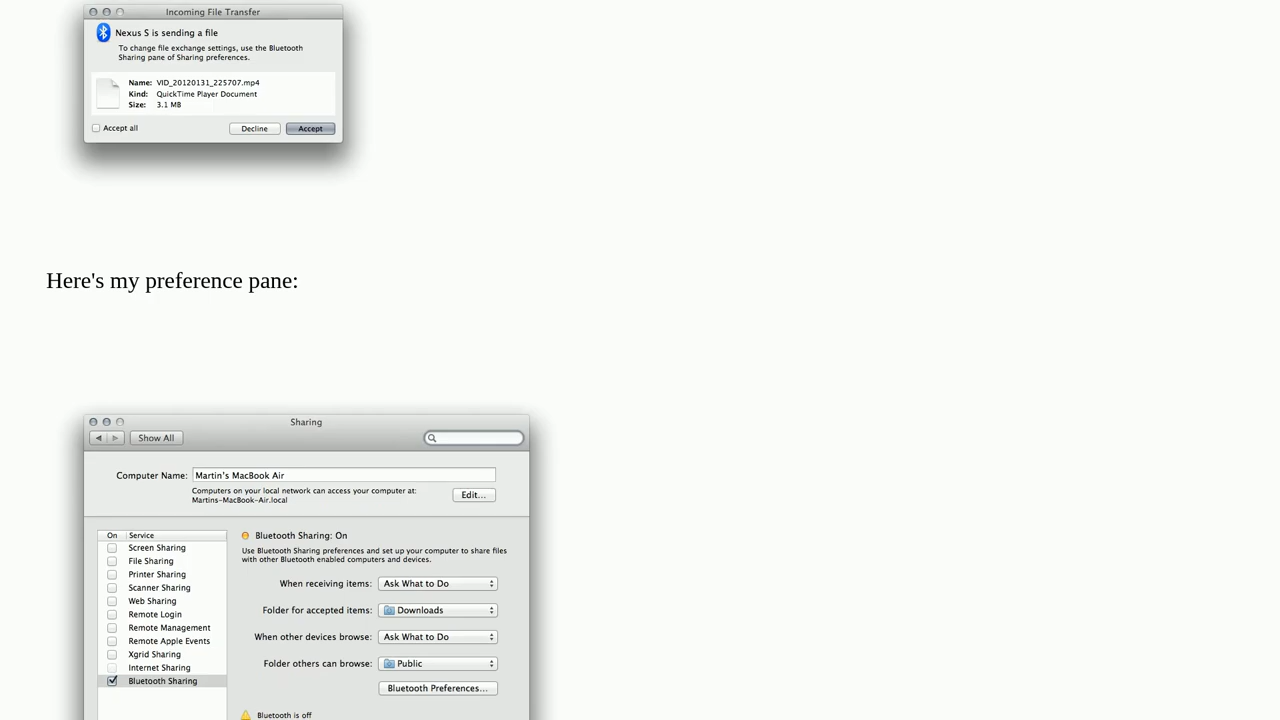 Incoming File Transfer
Nexus S is sending a file
To change file exchange settings, use the Bluetooth
Sharing pane of Sharing preferences.
Name: VID_20120131_225707.mp4
Kind: QuickTime Player Document
Size: 3.1 MB
Accept all Decline Accept
Here's my preference pane:
Sharing
Show All
Computer Name: Martin's MacBook Air
Computers on your local network can access your computer at:
Martins-MacBook-Air.local
Edit...
On Service
Screen Sharing
File Sharing
Printer Sharing
Scanner Sharing
Web Sharing
Remote Login
Remote Management
Remote Apple Events
Xgrid Sharing
Internet Sharing
Bluetooth Sharing
Bluetooth Sharing: On
Use Bluetooth Sharing preferences and set up your computer to share files
with other Bluetooth enabled computers and devices.
When receiving items: Ask What to Do
Folder for accepted items: Downloads
When other devices browse: Ask What to Do
Folder others can browse: Public
Bluetooth Preferences...
Bluetooth is off